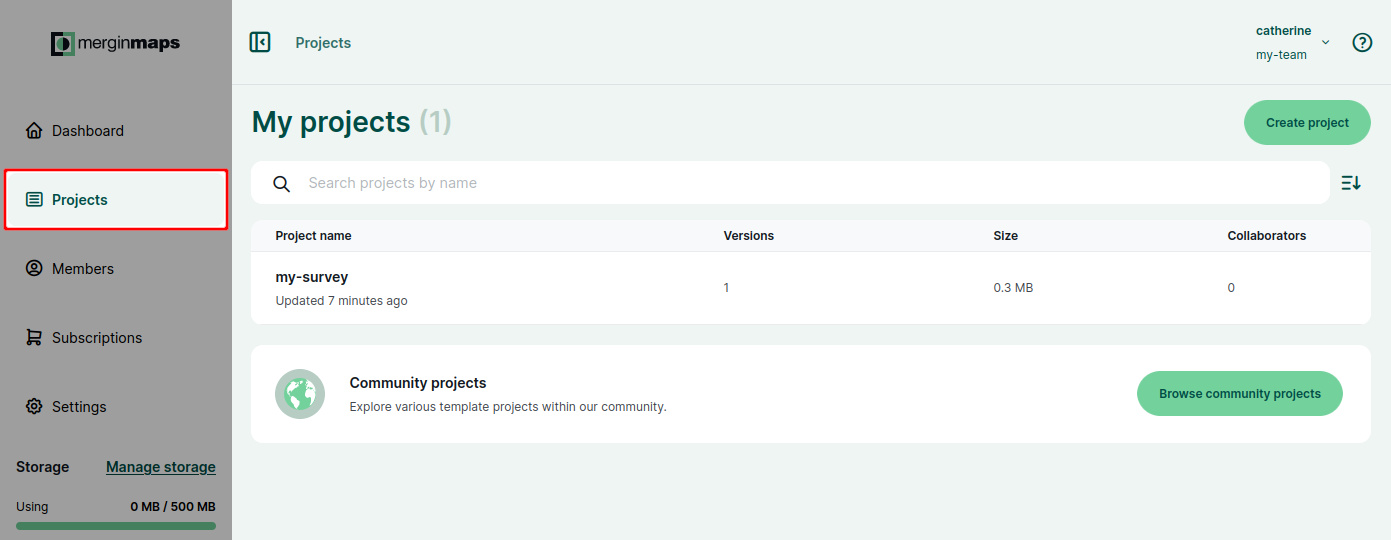 merginmaps
Dashboard
Projects
Members
Subscriptions
Settings
Storage Manage storage
Using 0 MB / 500 MB
Projects
catherine
my-team
My projects (1)
Create project
Search projects by name
Project name Versions Size Collaborators
my-survey
Updated 7 minutes ago 1 0.3 MB 0
Community projects
Explore various template projects within our community.
Browse community projects